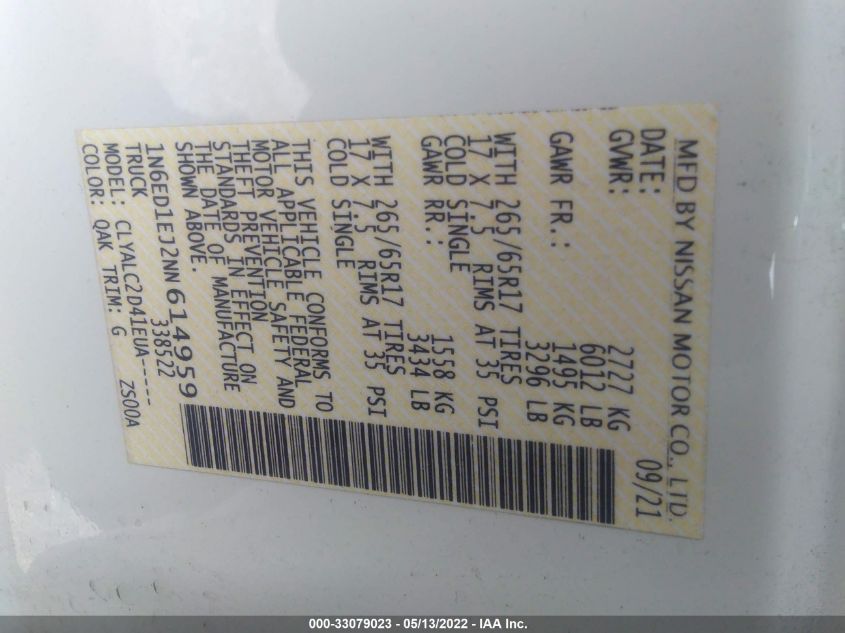 MFD BY NISSAN MOTOR CO., LTD.
DATE: 09/21
GVWR: 2727 KG
6012 LB
GAWR FR.: 1495 KG
3296 LB
WITH 265/65R17 TIRES
17 X 7.5 RIMS AT 35 PSI
COLD SINGLE
GAWR RR.: 1558 KG
3434 LB
WITH 265/65R17 TIRES
17 X 7.5 RIMS AT 35 PSI
COLD SINGLE
THIS VEHICLE CONFORMS TO
ALL APPLICABLE FEDERAL
MOTOR VEHICLE SAFETY AND
THEFT PREVENTION
STANDARDS IN EFFECT ON
THE DATE OF MANUFACTURE
SHOWN ABOVE.
1N6ED1EJ2NN614959
TRUCK 338522
MODEL: CLYALC2D41EUA-----
COLOR: QAK TRIM: G ZS00A
000-33079023 - 05/13/2022 - IAA Inc.